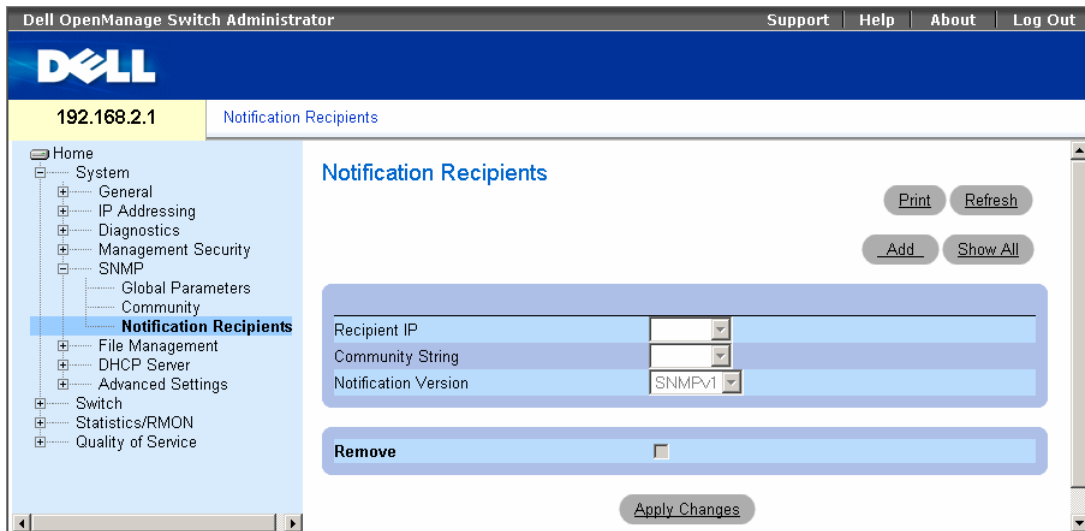 Dell OpenManage Switch Administrator
Support | Help | About | Log Out
DELL
192.168.2.1
Notification Recipients
Home
System
General
IP Addressing
Diagnostics
Management Security
SNMP
Global Parameters
Community
Notification Recipients
File Management
DHCP Server
Advanced Settings
Switch
Statistics/RMON
Quality of Service
Notification Recipients
Print Refresh
Add Show All
Recipient IP
Community String
Notification Version SNMPv1
Remove
Apply Changes